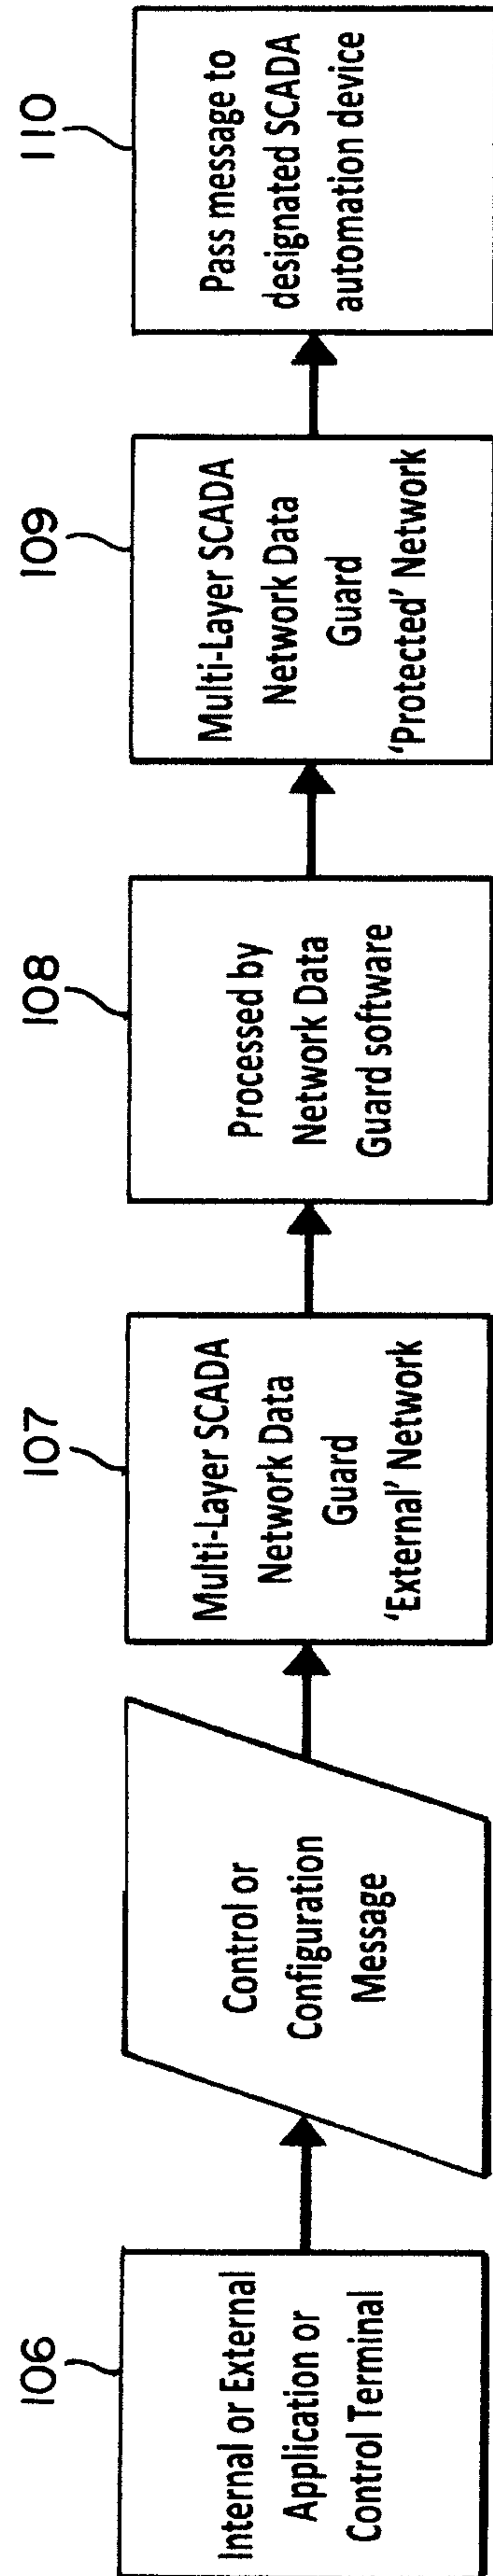 106
Internal or External
Application or
Control Terminal
Control or
Configuration
Message
107
Multi-Layer SCADA
Network Data
Guard
‘External’ Network
108
Processed by
Network Data
Guard software
109
Multi-Layer SCADA
Network Data
Guard
‘Protected’ Network
110
Pass message to
designated SCADA
automation device